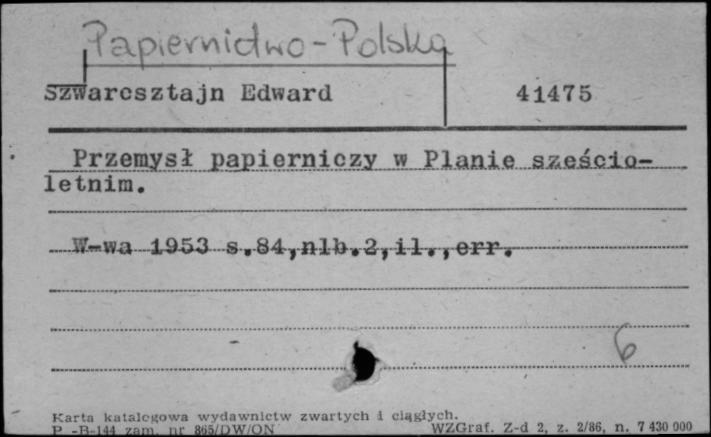 Papiernictwo-Polska
Szwarcsztajn Edward 41475
Przemysł papierniczy w Planie sześcio-
letnim.
W-wa 1953 s.84,nlb.2,il.,err.
6
Karta katalogowa wydawnictw zwartych i ciągłych.
P -B-144 zam. nr 865/DW/ON WZGraf. Z-d 2, z. 2/86, n. 7 430 000